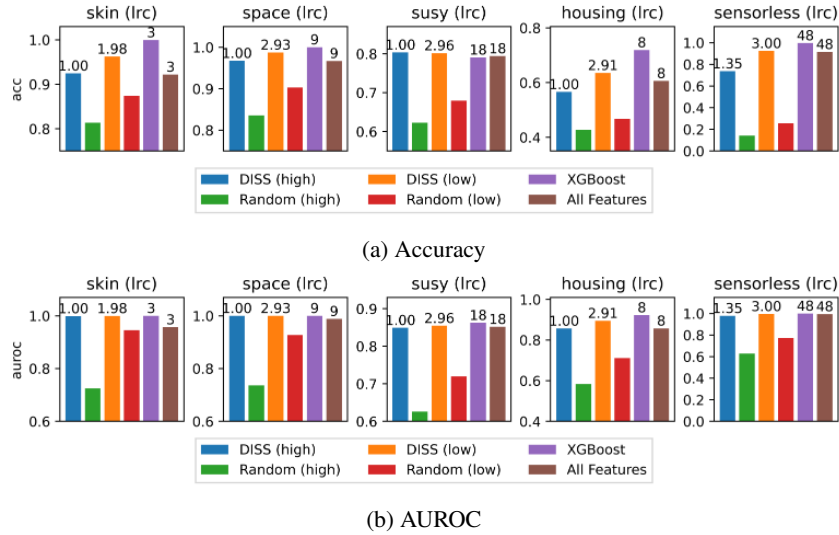 skin (lrc) space (lrc) susy (lrc) housing (lrc) sensorless (lrc)
acc
1.0
0.9
0.8
1.00 1.98 3 3
1.0
0.9
0.8
1.00 2.93 9 9
0.8
0.7
0.6
1.00 2.96 18 18
0.6
0.4
1.00 2.91 8 8
1.0
0.8
0.6
0.4
0.2
0.0
1.35 3.00 48 48
DISS (high) DISS (low) XGBoost
Random (high) Random (low) All Features
(a) Accuracy
skin (lrc) space (lrc) susy (lrc) housing (lrc) sensorless (lrc)
auroc
1.0
0.8
0.6
1.00 1.98 3 3
1.0
0.9
0.8
0.7
0.6
1.00 2.93 9 9
0.9
0.8
0.7
0.6
1.00 2.96 18 18
1.0
0.8
0.6
0.4
1.00 2.91 8 8
1.0
0.8
0.6
0.4
0.2
0.0
1.35 3.00 48 48
DISS (high) DISS (low) XGBoost
Random (high) Random (low) All Features
(b) AUROC